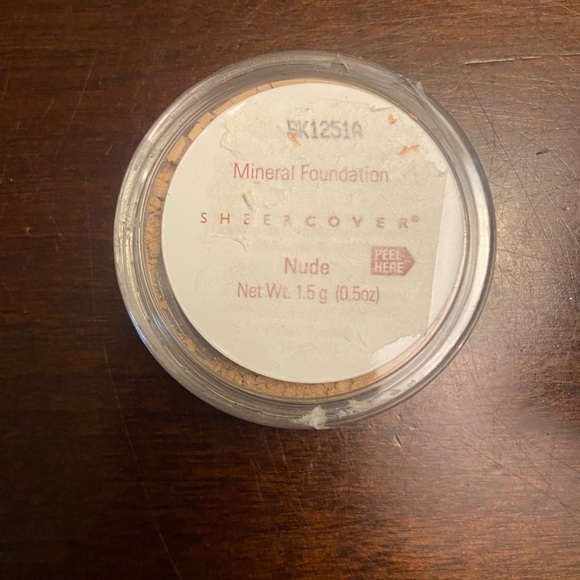 BK1251A
Mineral Foundation
SHEERCOVER®
Nude
PEEL HERE
Net Wt. 1.5 g (0.5oz)